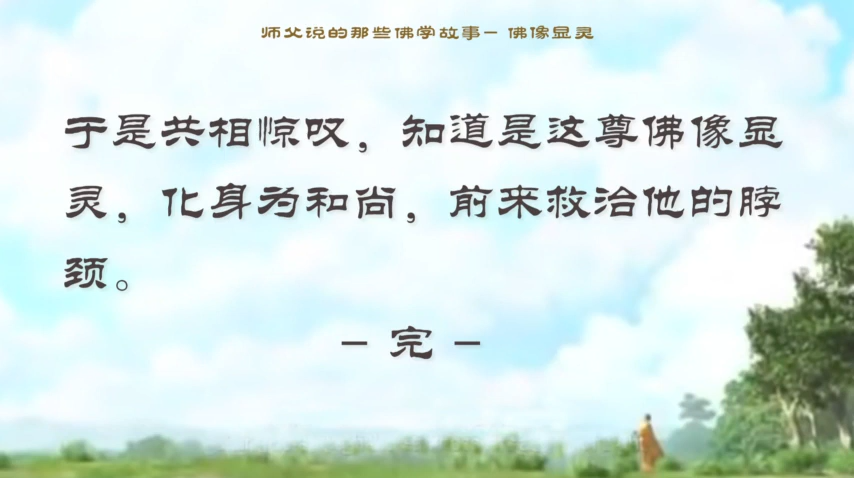 师父说的那些佛学故事- 佛像显灵
于是共相惊叹，知道是这尊佛像显
灵，化身为和尚，前来救治他的脖
颈。
- 完 -